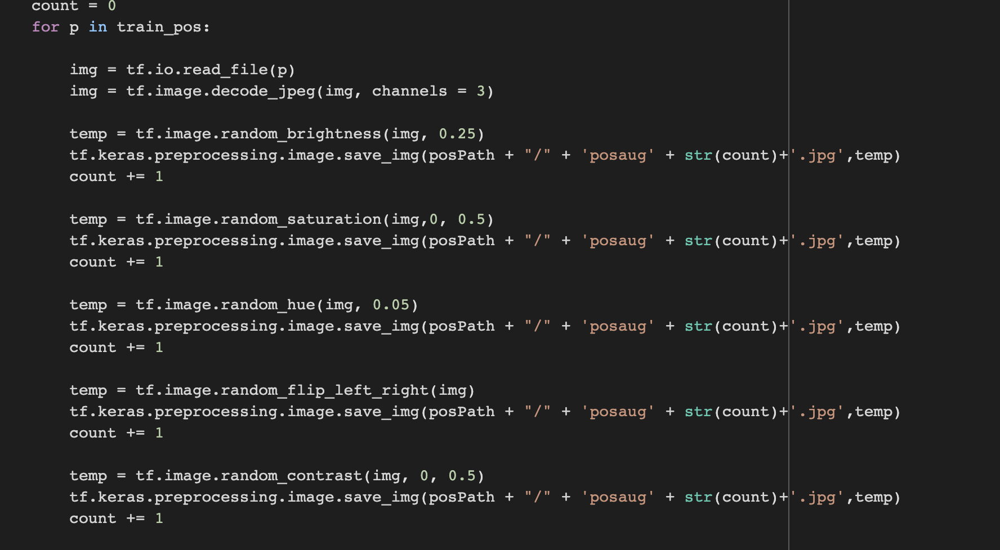 count = 0
for p in train_pos:
    img = tf.io.read_file(p)
    img = tf.image.decode_jpeg(img, channels = 3)
    temp = tf.image.random_brightness(img, 0.25)
    tf.keras.preprocessing.image.save_img(posPath + "/" + 'posaug' + str(count)+'.jpg',temp)
    count += 1
    temp = tf.image.random_saturation(img,0, 0.5)
    tf.keras.preprocessing.image.save_img(posPath + "/" + 'posaug' + str(count)+'.jpg',temp)
    count += 1
    temp = tf.image.random_hue(img, 0.05)
    tf.keras.preprocessing.image.save_img(posPath + "/" + 'posaug' + str(count)+'.jpg',temp)
    count += 1
    temp = tf.image.random_flip_left_right(img)
    tf.keras.preprocessing.image.save_img(posPath + "/" + 'posaug' + str(count)+'.jpg',temp)
    count += 1
    temp = tf.image.random_contrast(img, 0, 0.5)
    tf.keras.preprocessing.image.save_img(posPath + "/" + 'posaug' + str(count)+'.jpg',temp)
    count += 1